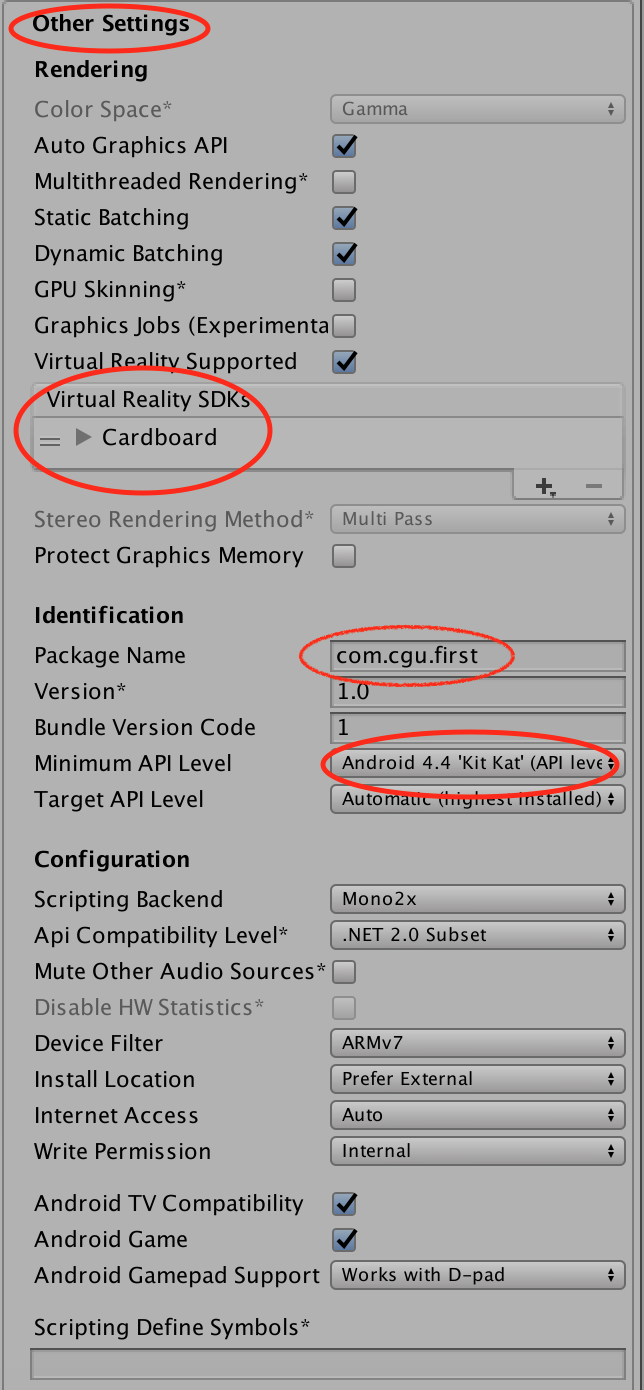 Other Settings
Rendering
Color Space* Gamma
Auto Graphics API
Multithreaded Rendering*
Static Batching
Dynamic Batching
GPU Skinning*
Graphics Jobs (Experimenta
Virtual Reality Supported
Virtual Reality SDKs
Cardboard
Stereo Rendering Method* Multi Pass
Protect Graphics Memory
Identification
Package Name com.cgu.first
Version* 1.0
Bundle Version Code 1
Minimum API Level Android 4.4 'Kit Kat' (API leve
Target API Level Automatic (highest installed)
Configuration
Scripting Backend Mono2x
Api Compatibility Level* .NET 2.0 Subset
Mute Other Audio Sources*
Disable HW Statistics*
Device Filter ARMv7
Install Location Prefer External
Internet Access Auto
Write Permission Internal
Android TV Compatibility
Android Game
Android Gamepad Support Works with D-pad
Scripting Define Symbols*